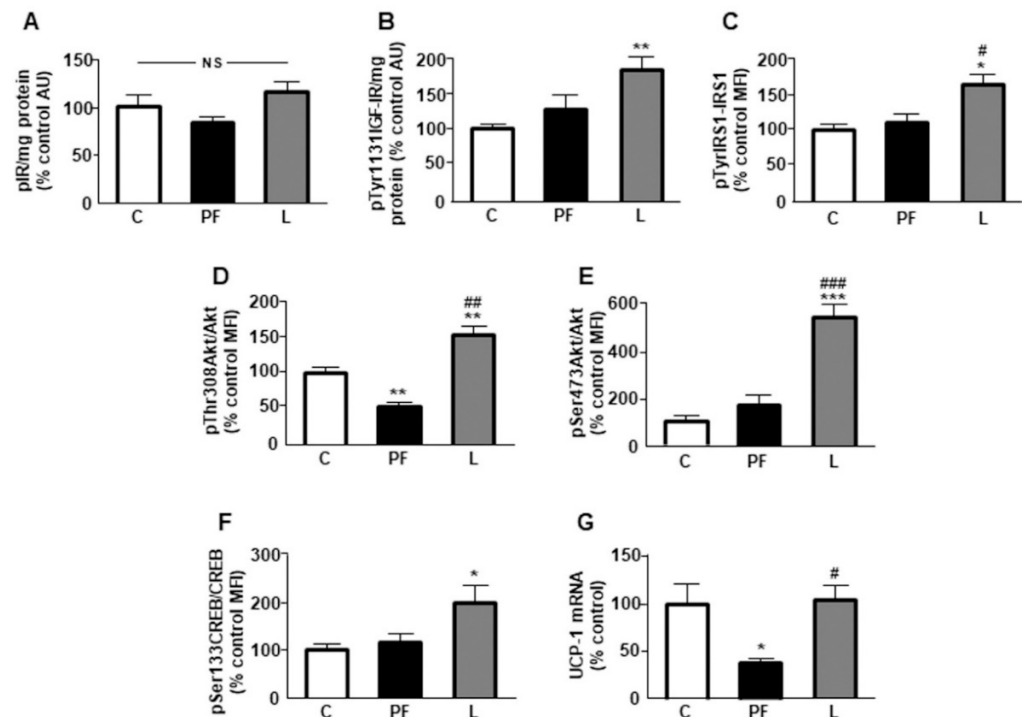 A
pIR/mg protein
(% control AU)
150
100
50
0
NS
C PF L
B
pTyr1131IGF-IR/mg
protein (% control AU)
200
150
100
50
**
C PF L
C
pTyrIRS1-IRS1
(% control MFI)
200
150
100
50
0
#
*
C PF L
D
pThr308Akt/Akt
(% control MFI)
200
150
100
50
0
**
##
**
C PF L
E
pSer473Akt/Akt
(% control MFI)
600
400
200
0
###
***
C PF L
F
pSer133CREB/CREB
(% control MFI)
300
200
100
0
*
C PF L
G
UCP-1 mRNA
(% control)
150
100
50
0
*
#
C PF L